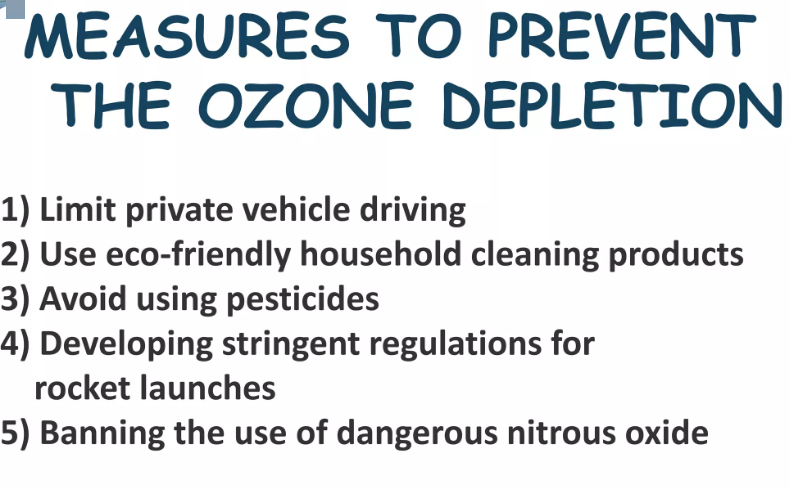 MEASURES TO PREVENT
THE OZONE DEPLETION
1) Limit private vehicle driving
2) Use eco-friendly household cleaning products
3) Avoid using pesticides
4) Developing stringent regulations for
rocket launches
5) Banning the use of dangerous nitrous oxide